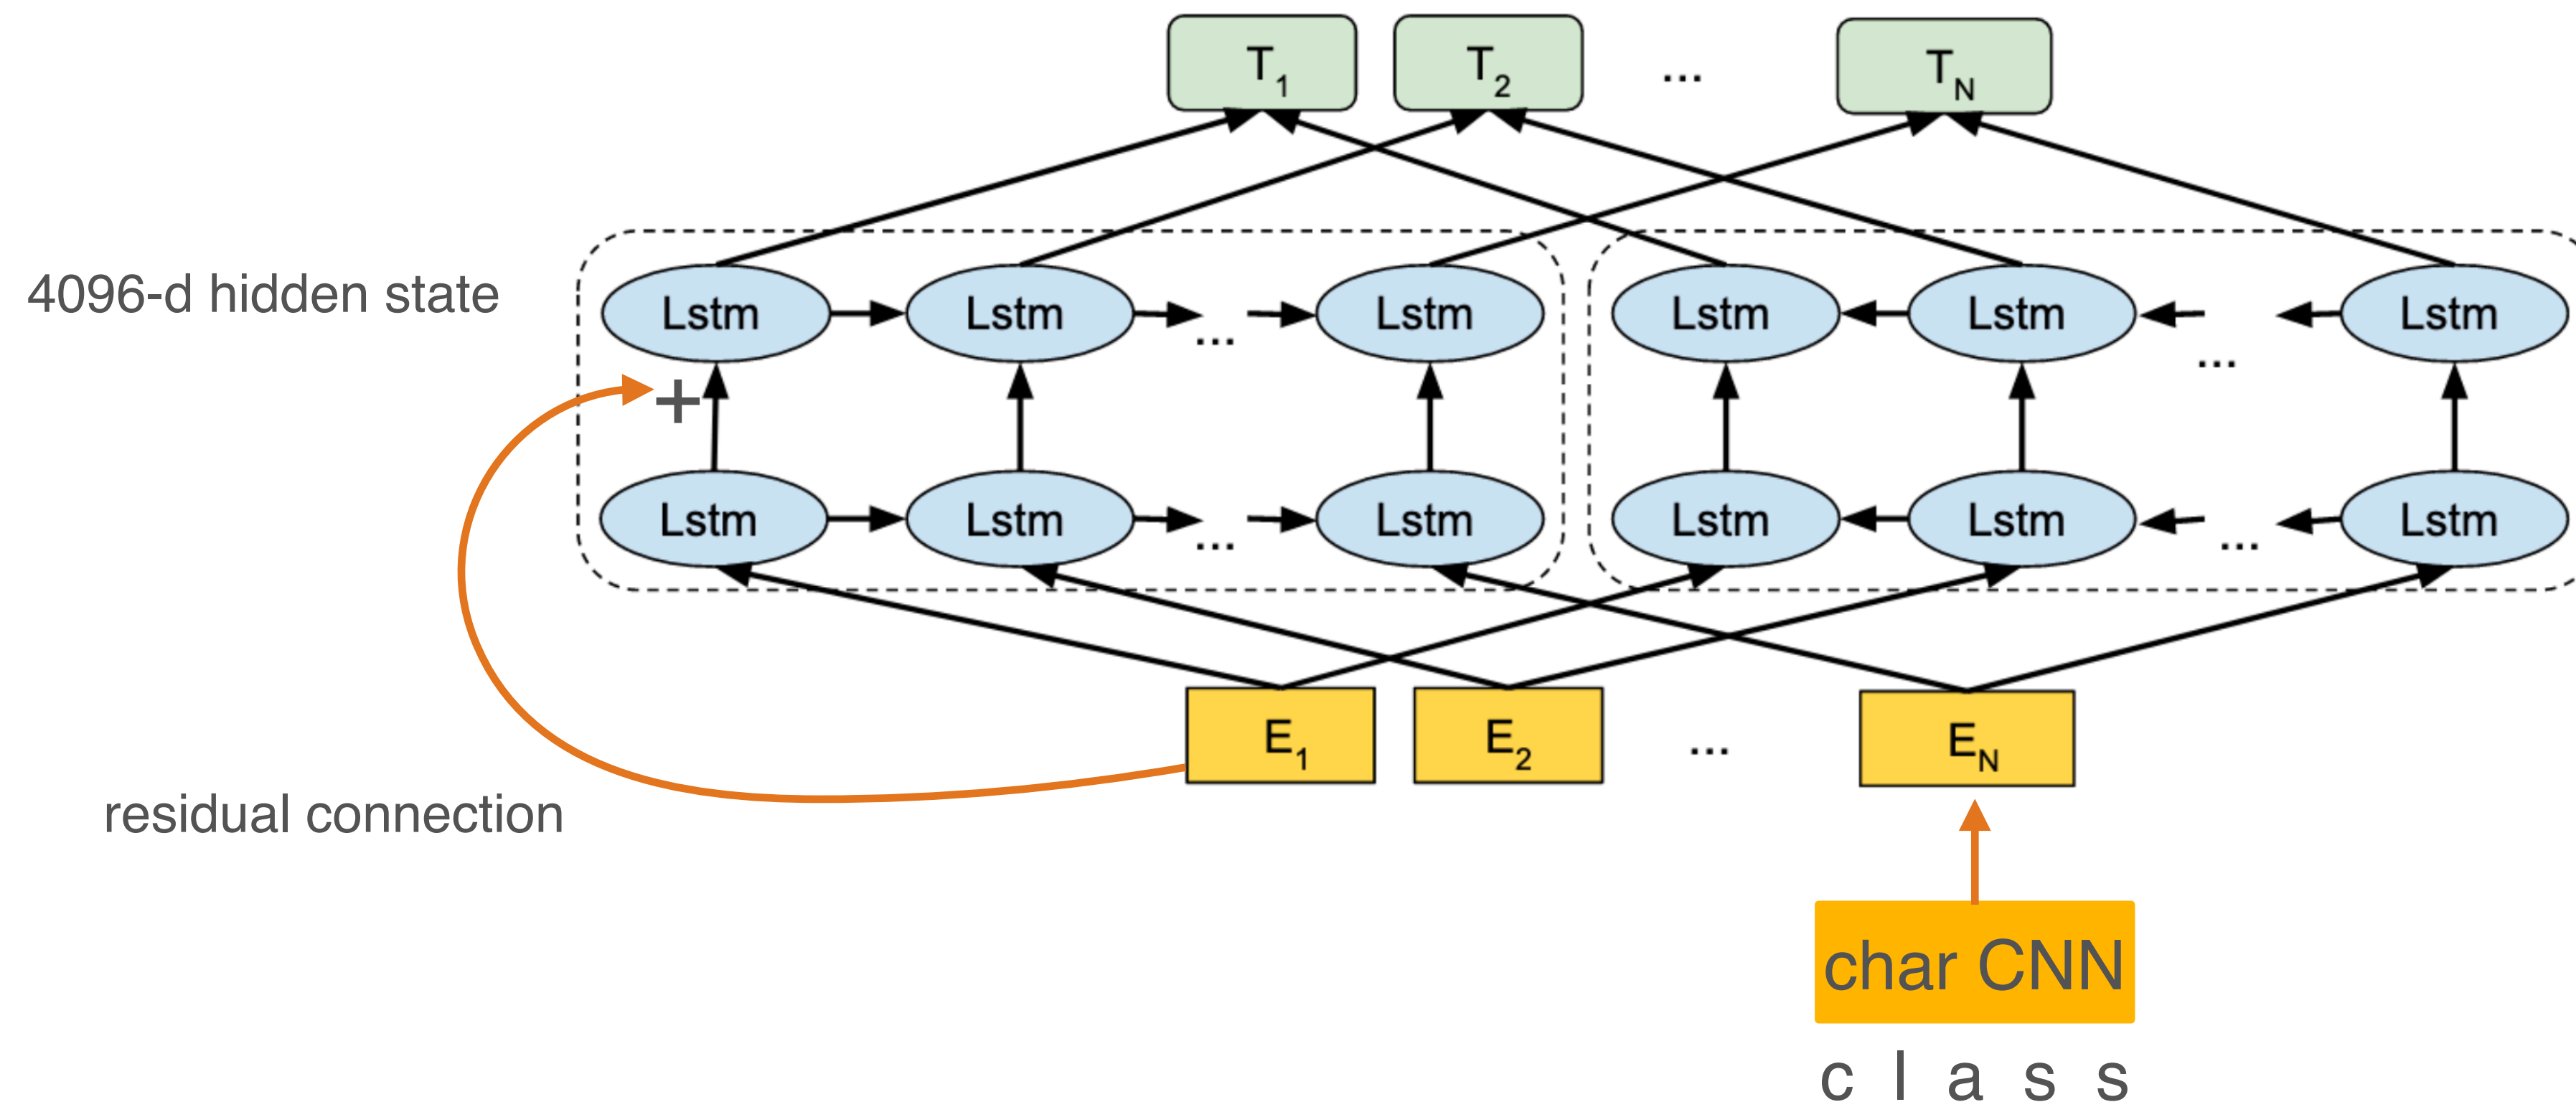 T1 T2 ... TN
4096-d hidden state
Lstm Lstm ... Lstm Lstm Lstm ... Lstm
+
Lstm Lstm ... Lstm Lstm Lstm ... Lstm
E1 E2 ... EN
residual connection
char CNN
c l a s s